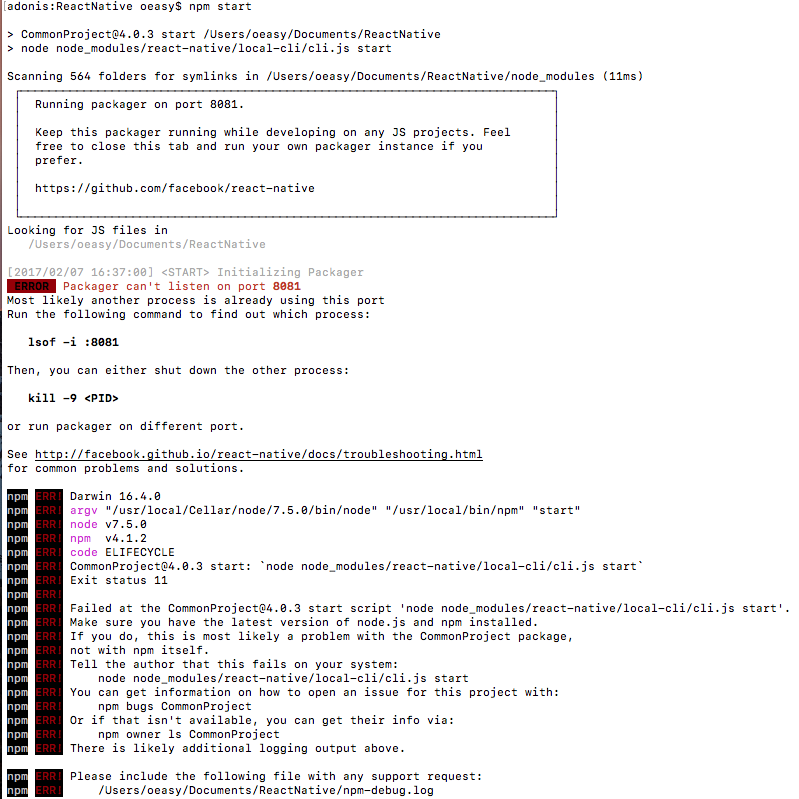 [adonis:ReactNative oeasy$ npm start
> CommonProject@4.0.3 start /Users/oeasy/Documents/ReactNative
> node node_modules/react-native/local-cli/cli.js start
Scanning 564 folders for symlinks in /Users/oeasy/Documents/ReactNative/node_modules (11ms)
Running packager on port 8081.
Keep this packager running while developing on any JS projects. Feel
free to close this tab and run your own packager instance if you
prefer.
https://github.com/facebook/react-native
Looking for JS files in
/Users/oeasy/Documents/ReactNative
[2017/02/07 16:37:00] <START> Initializing Packager
ERROR Packager can't listen on port 8081
Most likely another process is already using this port
Run the following command to find out which process:
lsof -i :8081
Then, you can either shut down the other process:
kill -9 <PID>
or run packager on different port.
See http://facebook.github.io/react-native/docs/troubleshooting.html
for common problems and solutions.
npm ERR! Darwin 16.4.0
npm ERR! argv "/usr/local/Cellar/node/7.5.0/bin/node" "/usr/local/bin/npm" "start"
npm ERR! node v7.5.0
npm ERR! npm v4.1.2
npm ERR! code ELIFECYCLE
npm ERR! CommonProject@4.0.3 start: `node node_modules/react-native/local-cli/cli.js start`
npm ERR! Exit status 11
npm ERR!
npm ERR! Failed at the CommonProject@4.0.3 start script 'node node_modules/react-native/local-cli/cli.js start'.
npm ERR! Make sure you have the latest version of node.js and npm installed.
npm ERR! If you do, this is most likely a problem with the CommonProject package,
npm ERR! not with npm itself.
npm ERR! Tell the author that this fails on your system:
npm ERR! node node_modules/react-native/local-cli/cli.js start
npm ERR! You can get information on how to open an issue for this project with:
npm ERR! npm bugs CommonProject
npm ERR! Or if that isn't available, you can get their info via:
npm ERR! npm owner ls CommonProject
npm ERR! There is likely additional logging output above.
npm ERR! Please include the following file with any support request:
npm ERR! /Users/oeasy/Documents/ReactNative/npm-debug.log